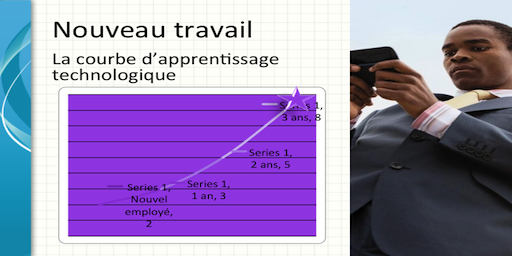 Nouveau travail
La courbe d’apprentissage
technologique
Series 1,
3 ans, 8
Series 1,
2 ans, 5
Series 1,
1 an, 3
Series 1,
Nouvel
employé,
2